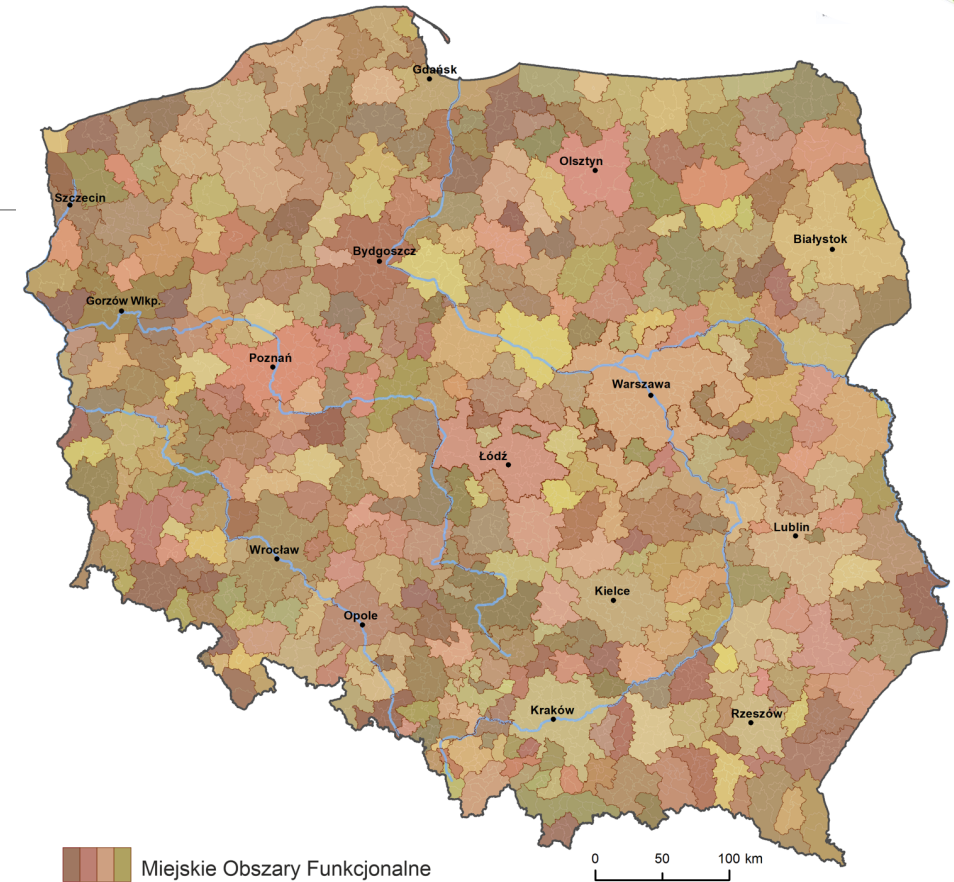 Gdańsk
Olsztyn
Szczecin
Białystok
Bydgoszcz
Gorzów Wlkp.
Poznań
Warszawa
Łódź
Lublin
Wrocław
Kielce
Opole
Kraków
Rzeszów
Miejskie Obszary Funkcjonalne
0 50 100 km